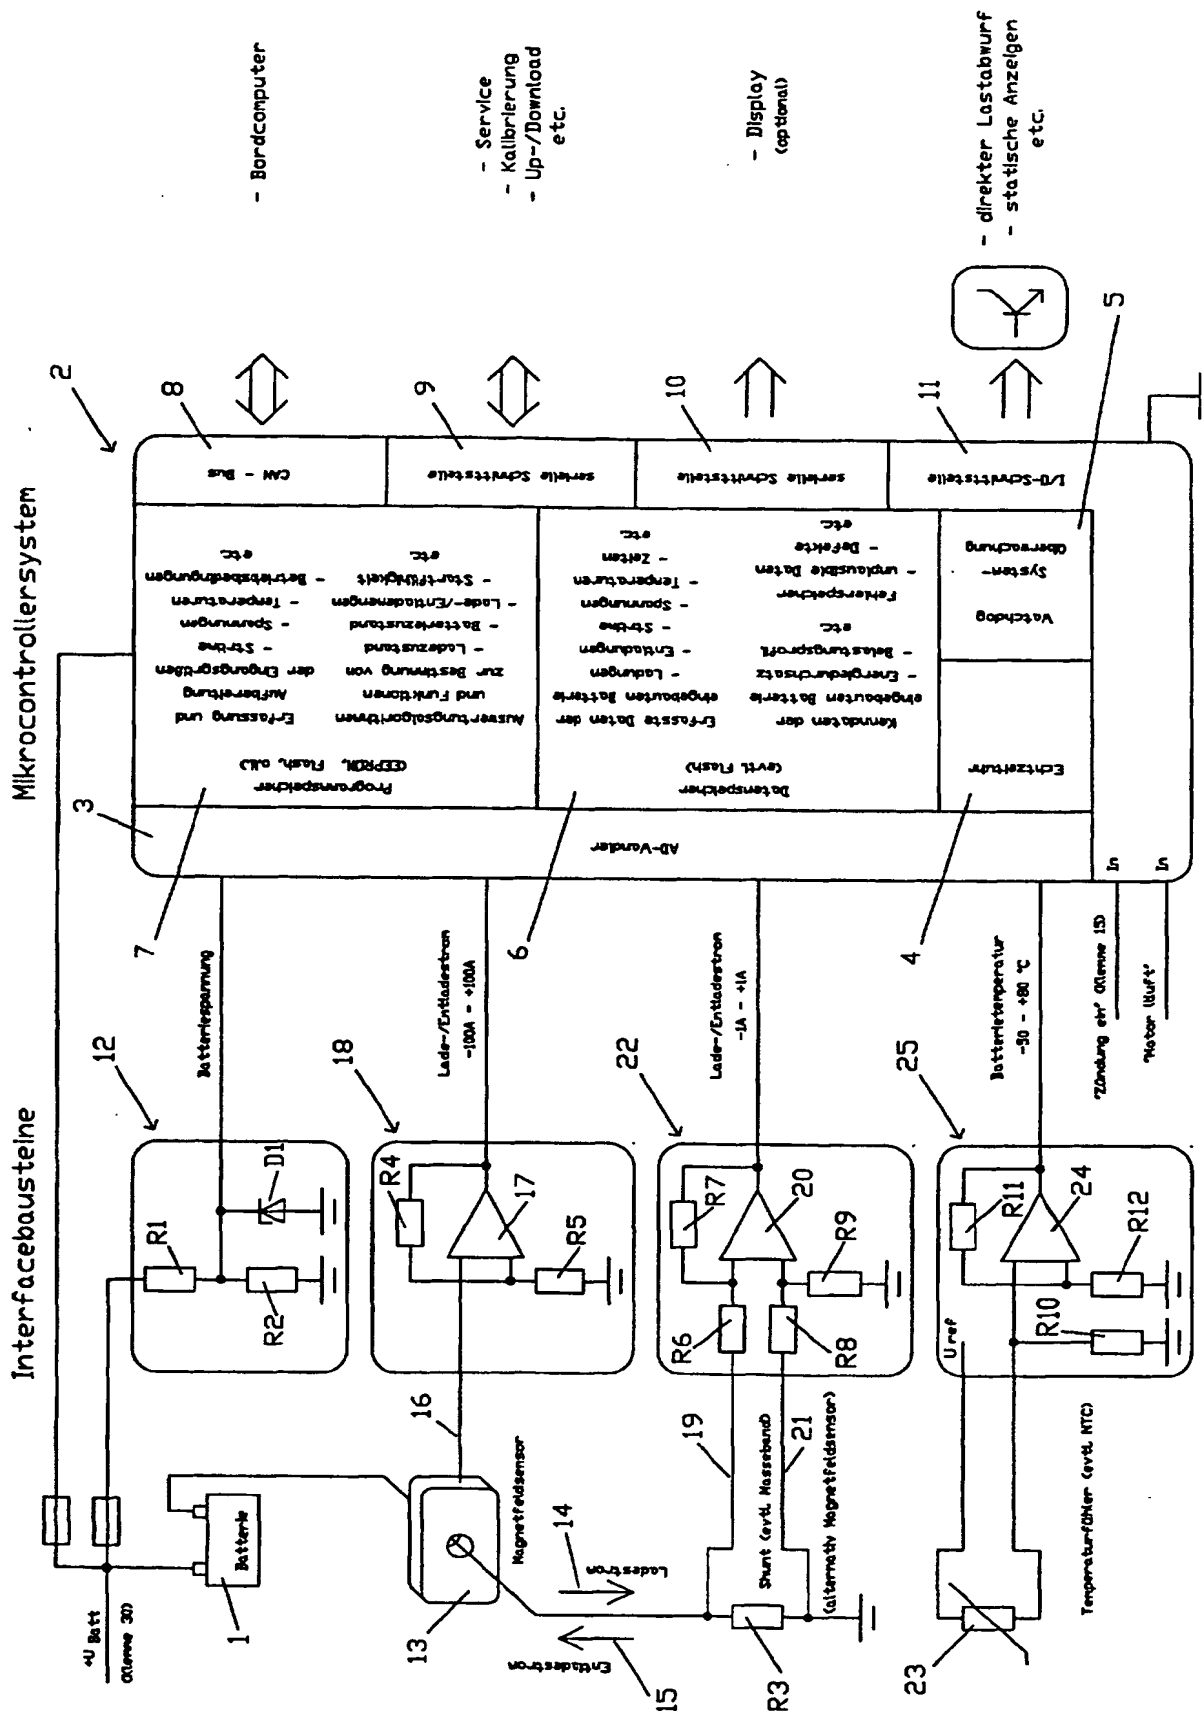 Interfacebausteine
Mikrocontrollersystem
+U Batt
(Klemme 30)
1
Batterie
13
Magnetfeldsensor
14
Ladestrom
15
Entladestrom
16
R3
Shunt (evtl. Masseband)
(alternativ Magnetfeldsensor)
19
21
23
Temperaturfühler (evtl. NTC)
12
R1
R2
D1
18
R4
17
R5
22
R6
R7
20
R8
R9
25
U ref
R10
R11
24
R12
Batteriespannung
Lade-/Entladestrom
-100A - +100A
Lade-/Entladestrom
-1A - +1A
Batterietemperatur
-50 - +80 °C
"Zündung ein" (Klemme 15)
"Motor läuft"
In
In
2
3
AD-Wandler
7
Programmspeicher
(EEPROM, Flash, o.ä.)
Erfassung und
Aufbereitung
der Eingangsgrößen
- Ströme
- Spannungen
- Temperaturen
- Betriebsbedingungen
etc.
Auswertungsalgorithmen
und Funktionen
zur Bestimmung von
- Ladezustand
- Batteriezustand
- Lade-/Entlademengen
- Startfähigkeit
etc.
6
Datenspeicher
(evtl. Flash)
Erfasste Daten der
eingebauten Batterie
- Ladungen
- Entladungen
- Ströme
- Spannungen
- Temperaturen
- Zeiten
etc.
Kenndaten der
eingebauten Batterie
- Energiedurchsatz
- Belastungsprofil
etc.
Fehlerspeicher
unplausible Daten
- Defekte
etc.
4
Echtzeituhr
5
Watchdog
System-
Überwachung
8
CAN - Bus
9
serielle Schnittstelle
10
serielle Schnittstelle
11
I/O-Schnittstelle
- Bordcomputer
- Service
- Kalibrierung
- Up-/Download
etc.
- Display
(optional)
- direkter Lastabwurf
- statische Anzeigen
etc.